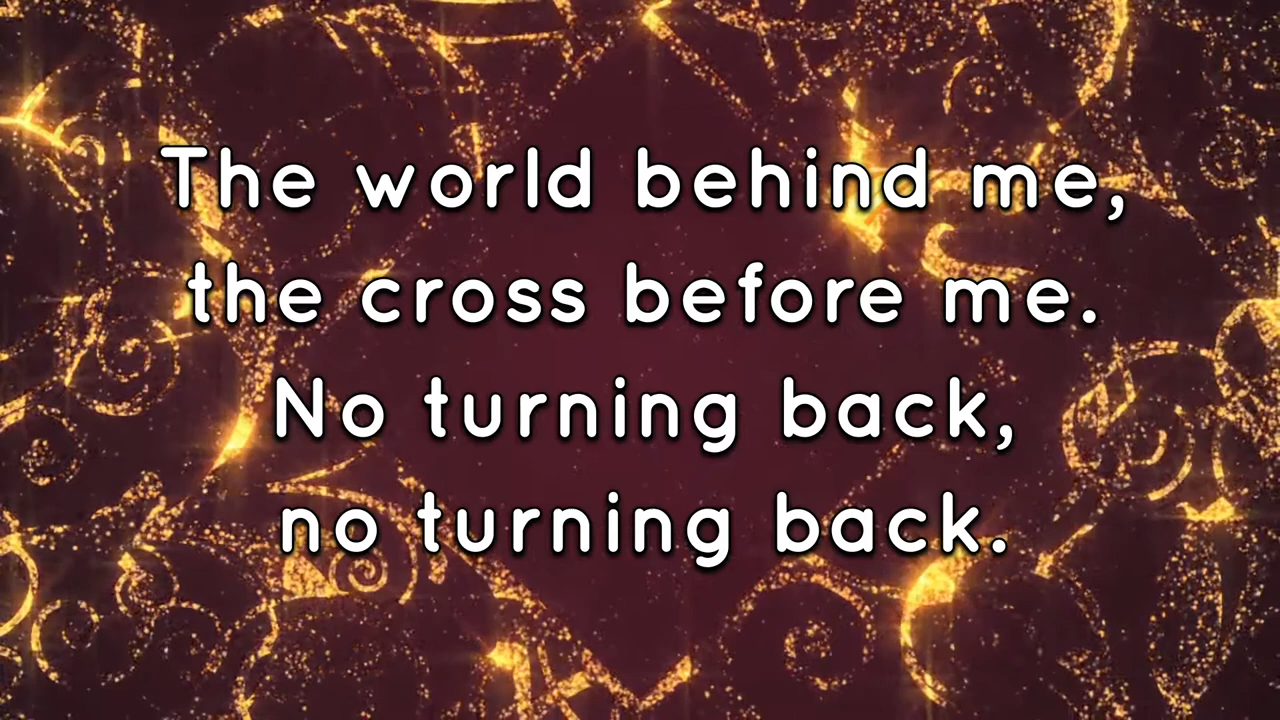 The world behind me,
the cross before me.
No turning back,
no turning back.